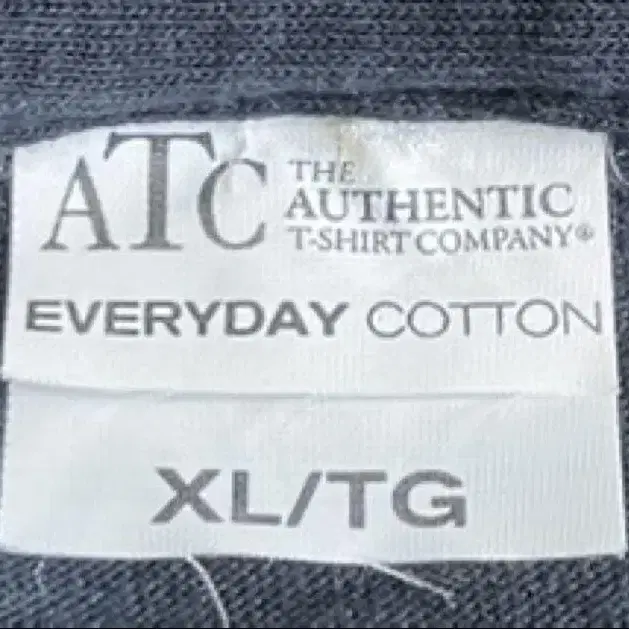 ATC
THE
AUTHENTIC
T-SHIRT COMPANY®
EVERYDAY COTTON
XL/TG